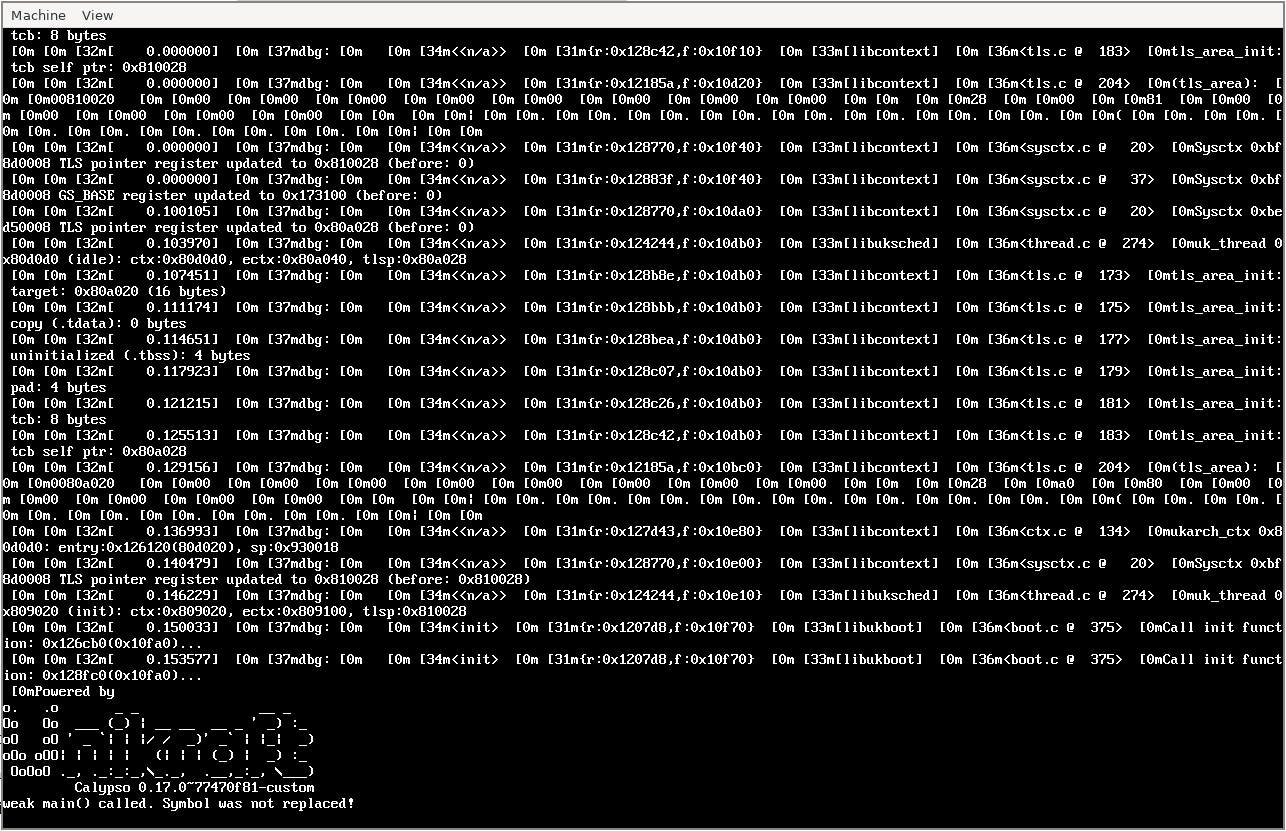 Machine View
tcb: 8 bytes
[0m [0m [32m[    0.000000]  [0m [37mdbg: [0m   [0m [34m<<n/a>>  [0m [31m{r:0x128c42,f:0x10f10}  [0m [33m[libcontext]  [0m [36m<tls.c @  183>  [0mtls_area_init:
tcb self ptr: 0x810028
[0m [0m [32m[    0.000000]  [0m [37mdbg: [0m   [0m [34m<<n/a>>  [0m [31m{r:0x12185a,f:0x10d20}  [0m [33m[libcontext]  [0m [36m<tls.c @  204>  [0m(tls_area):  [
0m [0m00810020   [0m [0m00  [0m [0m00  [0m [0m00  [0m [0m00  [0m [0m00  [0m [0m00  [0m [0m00  [0m [0m00   [0m [0m28  [0m [0m00  [0m [0m81  [0m [0m00  [0
m [0m00  [0m [0m00  [0m [0m00  [0m [0m00  [0m  [0m [0m¦ [0m [0m. [0m [0m. [0m [0m. [0m [0m. [0m [0m. [0m [0m. [0m [0m. [0m [0m. [0m [0m( [0m [0m. [0m [0m. [
0m [0m. [0m [0m. [0m [0m. [0m [0m. [0m [0m. [0m [0m¦ [0m [0m
[0m [0m [32m[    0.000000]  [0m [37mdbg: [0m   [0m [34m<<n/a>>  [0m [31m{r:0x128770,f:0x10f40}  [0m [33m[libcontext]  [0m [36m<sysctx.c @   20>  [0mSysctx 0xbf
8d0008 TLS pointer register updated to 0x810028 (before: 0)
[0m [0m [32m[    0.000000]  [0m [37mdbg: [0m   [0m [34m<<n/a>>  [0m [31m{r:0x12883f,f:0x10f40}  [0m [33m[libcontext]  [0m [36m<sysctx.c @   37>  [0mSysctx 0xbf
8d0008 GS_BASE register updated to 0x173100 (before: 0)
[0m [0m [32m[    0.100105]  [0m [37mdbg: [0m   [0m [34m<<n/a>>  [0m [31m{r:0x128770,f:0x10da0}  [0m [33m[libcontext]  [0m [36m<sysctx.c @   20>  [0mSysctx 0xbe
d50008 TLS pointer register updated to 0x80a028 (before: 0)
[0m [0m [32m[    0.103970]  [0m [37mdbg: [0m   [0m [34m<<n/a>>  [0m [31m{r:0x124244,f:0x10db0}  [0m [33m[libuksched]  [0m [36m<thread.c @  274>  [0muk_thread 0
x80d0d0 (idle): ctx:0x80d0d0, ectx:0x80a040, tlsp:0x80a028
[0m [0m [32m[    0.107451]  [0m [37mdbg: [0m   [0m [34m<<n/a>>  [0m [31m{r:0x128b8e,f:0x10db0}  [0m [33m[libcontext]  [0m [36m<tls.c @  173>  [0mtls_area_init:
target: 0x80a020 (16 bytes)
[0m [0m [32m[    0.111174]  [0m [37mdbg: [0m   [0m [34m<<n/a>>  [0m [31m{r:0x128bbb,f:0x10db0}  [0m [33m[libcontext]  [0m [36m<tls.c @  175>  [0mtls_area_init:
copy (.tdata): 0 bytes
[0m [0m [32m[    0.114651]  [0m [37mdbg: [0m   [0m [34m<<n/a>>  [0m [31m{r:0x128bea,f:0x10db0}  [0m [33m[libcontext]  [0m [36m<tls.c @  177>  [0mtls_area_init:
uninitialized (.tbss): 4 bytes
[0m [0m [32m[    0.117923]  [0m [37mdbg: [0m   [0m [34m<<n/a>>  [0m [31m{r:0x128c07,f:0x10db0}  [0m [33m[libcontext]  [0m [36m<tls.c @  179>  [0mtls_area_init:
pad: 4 bytes
[0m [0m [32m[    0.121215]  [0m [37mdbg: [0m   [0m [34m<<n/a>>  [0m [31m{r:0x128c26,f:0x10db0}  [0m [33m[libcontext]  [0m [36m<tls.c @  181>  [0mtls_area_init:
tcb: 8 bytes
[0m [0m [32m[    0.125513]  [0m [37mdbg: [0m   [0m [34m<<n/a>>  [0m [31m{r:0x128c42,f:0x10db0}  [0m [33m[libcontext]  [0m [36m<tls.c @  183>  [0mtls_area_init:
tcb self ptr: 0x80a028
[0m [0m [32m[    0.129156]  [0m [37mdbg: [0m   [0m [34m<<n/a>>  [0m [31m{r:0x12185a,f:0x10bc0}  [0m [33m[libcontext]  [0m [36m<tls.c @  204>  [0m(tls_area):  [
0m [0m0080a020   [0m [0m00  [0m [0m00  [0m [0m00  [0m [0m00  [0m [0m00  [0m [0m00  [0m [0m00  [0m [0m00   [0m [0m28  [0m [0ma0  [0m [0m80  [0m [0m00  [0
m [0m00  [0m [0m00  [0m [0m00  [0m [0m00  [0m  [0m [0m¦ [0m [0m. [0m [0m. [0m [0m. [0m [0m. [0m [0m. [0m [0m. [0m [0m. [0m [0m. [0m [0m( [0m [0m. [0m [0m. [
0m [0m. [0m [0m. [0m [0m. [0m [0m. [0m [0m. [0m [0m¦ [0m [0m
[0m [0m [32m[    0.136993]  [0m [37mdbg: [0m   [0m [34m<<n/a>>  [0m [31m{r:0x127d43,f:0x10e80}  [0m [33m[libcontext]  [0m [36m<ctx.c @  134>  [0mukarch_ctx 0x8
0d0d0: entry:0x126120(80d020), sp:0x930018
[0m [0m [32m[    0.140479]  [0m [37mdbg: [0m   [0m [34m<<n/a>>  [0m [31m{r:0x128770,f:0x10e00}  [0m [33m[libcontext]  [0m [36m<sysctx.c @   20>  [0mSysctx 0xbf
8d0008 TLS pointer register updated to 0x810028 (before: 0x810028)
[0m [0m [32m[    0.146229]  [0m [37mdbg: [0m   [0m [34m<<n/a>>  [0m [31m{r:0x124244,f:0x10e10}  [0m [33m[libuksched]  [0m [36m<thread.c @  274>  [0muk_thread 0
x809020 (init): ctx:0x809020, ectx:0x809100, tlsp:0x810028
[0m [0m [32m[    0.150033]  [0m [37mdbg: [0m   [0m [34m<init>  [0m [31m{r:0x1207d8,f:0x10f70}  [0m [33m[libukboot]  [0m [36m<boot.c @  375>  [0mCall init funct
ion: 0x126cb0(0x10fa0)...
[0m [0m [32m[    0.153577]  [0m [37mdbg: [0m   [0m [34m<init>  [0m [31m{r:0x1207d8,f:0x10f70}  [0m [33m[libukboot]  [0m [36m<boot.c @  375>  [0mCall init funct
ion: 0x128fc0(0x10fa0)...
[0mPowered by
o.   .o       _ _               __ _
Oo   Oo  ___ (_) | __ __  __ _ ' _) :_
oO   oO ' _ `| | |/ /  _)' _` | |_|  _)
oOo oOO| | | | |   (| | | (_) |  _) :_
OoOoO ._, ._:_:_,\_._,  .__,_:_, \___)
Calypso 0.17.0~77470f81-custom
weak main() called. Symbol was not replaced!